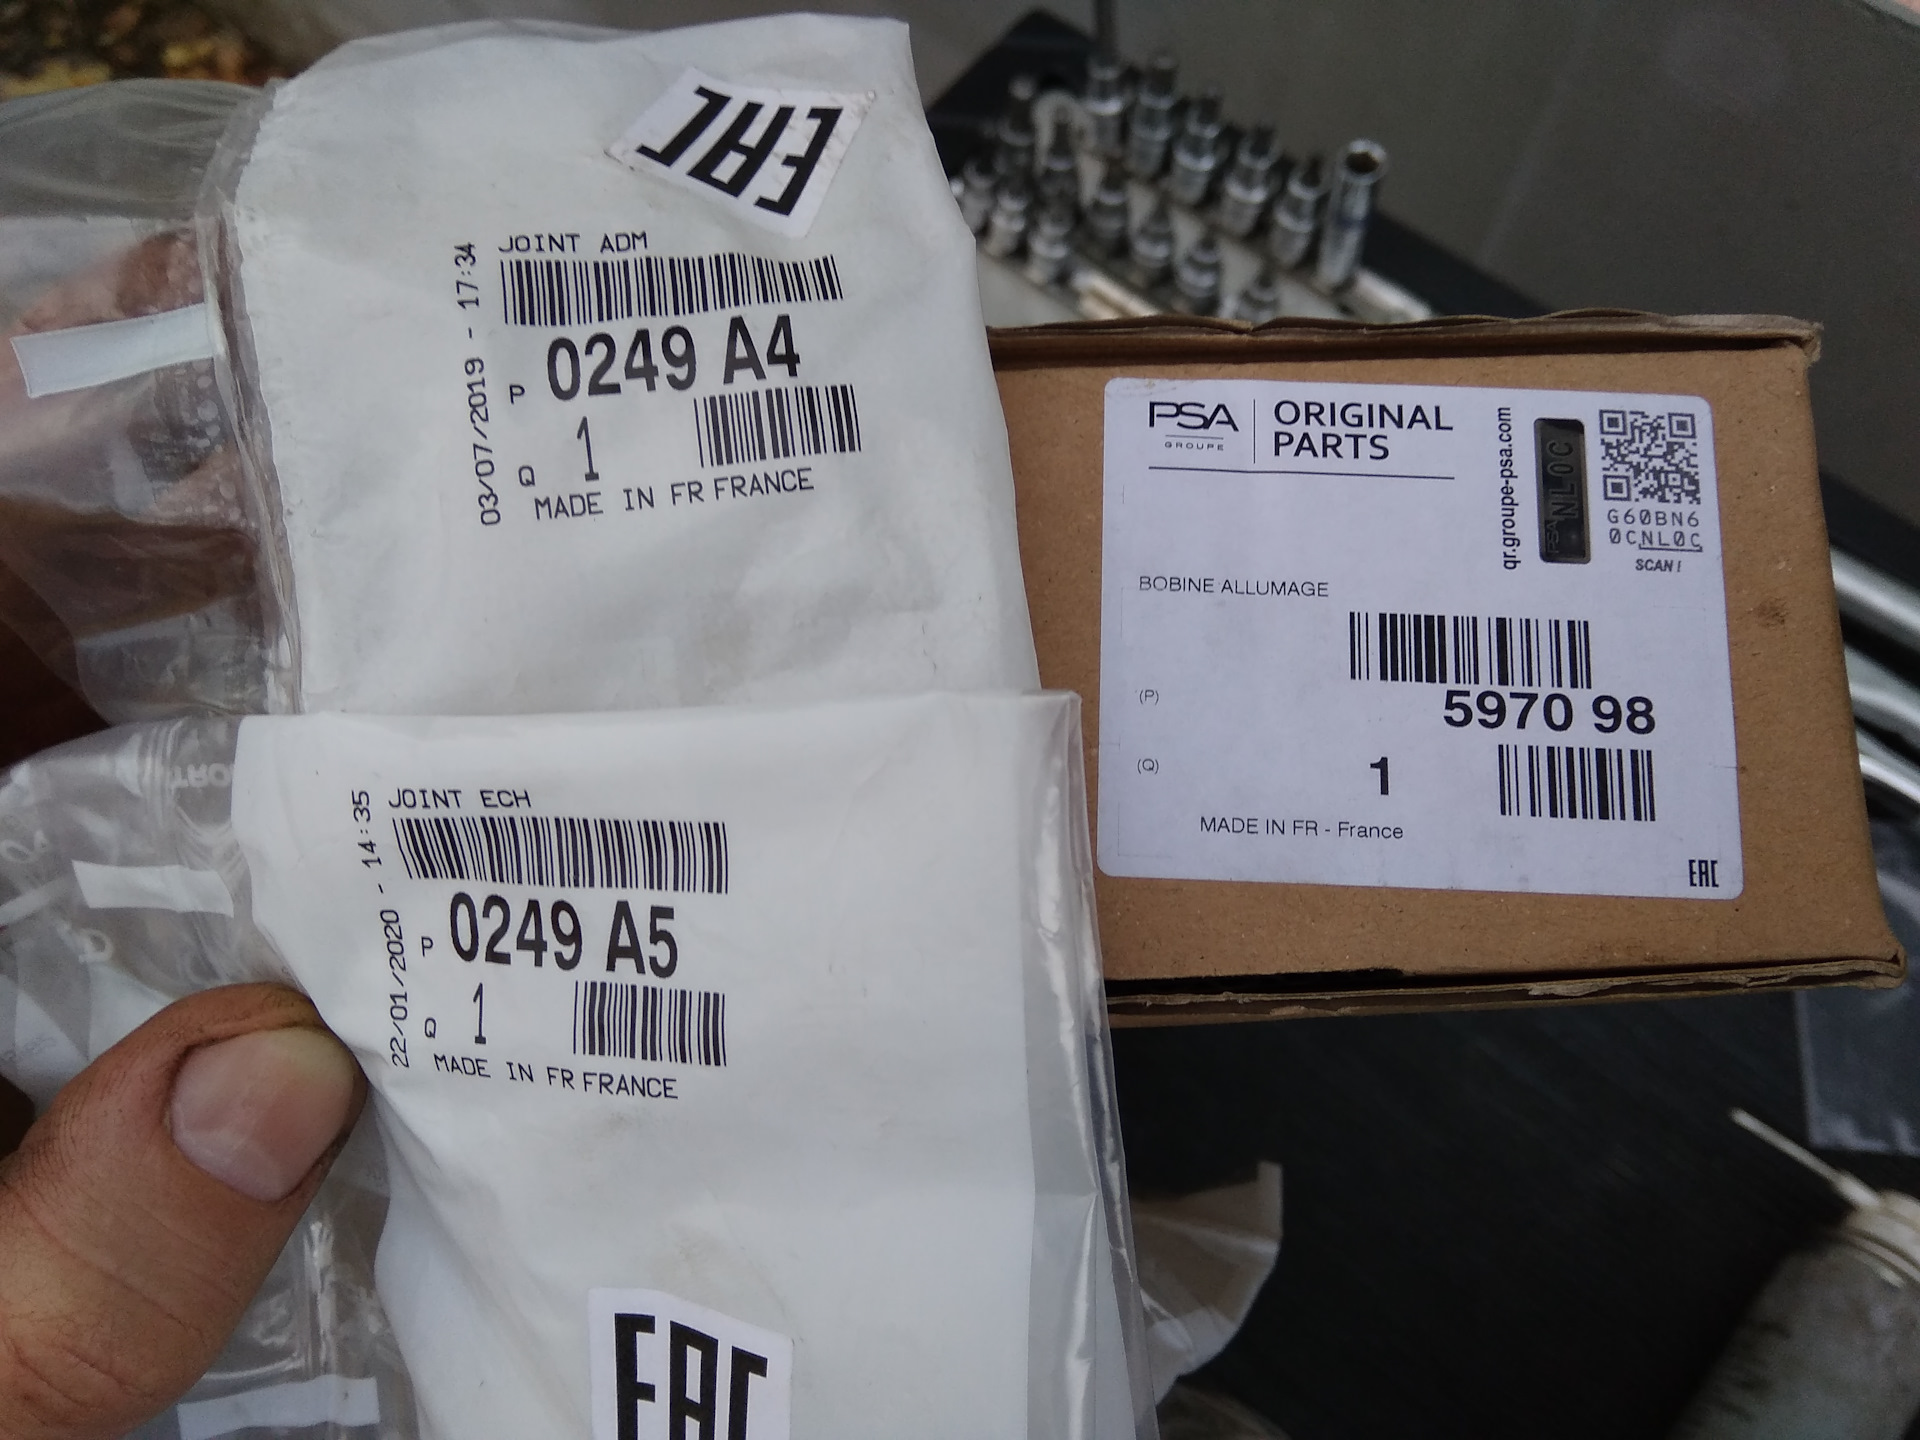 EAC
JOINT ADM
03/07/2019 - 17:34
P 0249 A4
Q 1
MADE IN FR FRANCE
JOINT ECH
22/01/2020 - 14:35
P 0249 A5
Q 1
MADE IN FR FRANCE
EAC
PSA
GROUPE
ORIGINAL
PARTS
qr.groupe-psa.com
PSA NL0C
G60BN6
0CNL0C
SCAN !
BOBINE ALLUMAGE
(P) 5970 98
(Q) 1
MADE IN FR - France
EAC